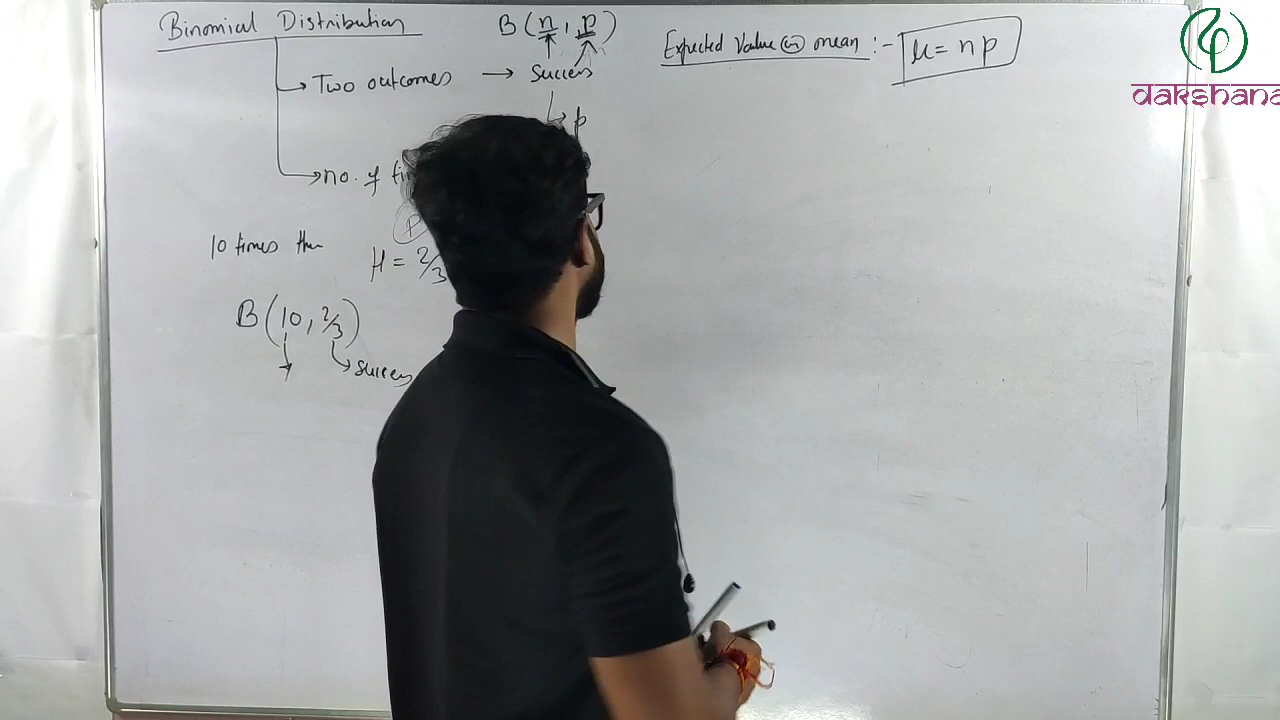 Binomial Distribution
B (n, p)
Two outcomes → Success
p
no. of
10 times then
H = 2/3
B(10, 2/3)
success
Expected Value (or) mean :- μ = np
dakshana